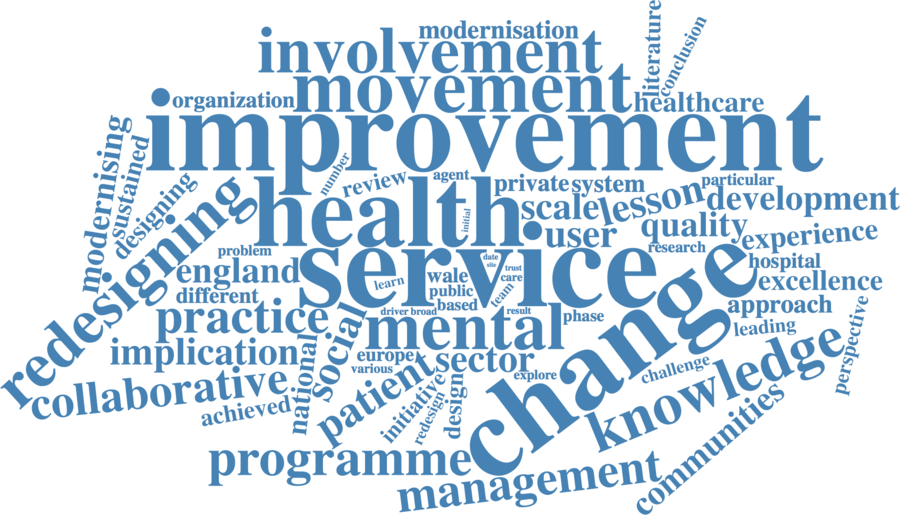 modernisation
literature
conclusion
involvement
movement
organization
healthcare
improvement
modernising
sustained
designing
number
review
agent
private
system
particular
health
initial
scale
lesson
development
redesigning
user
quality
research
experience
problem
service
date
site
trust
care
hospital
england
learn
wale
public
team
excellence
different
driver
broad
based
result
phase
change
approach
practice
social
mental
leading
perspective
implication
national
europe
various
sector
explore
challenge
knowledge
collaborative
achieved
patient
initiative
redesign
design
communities
programme
management